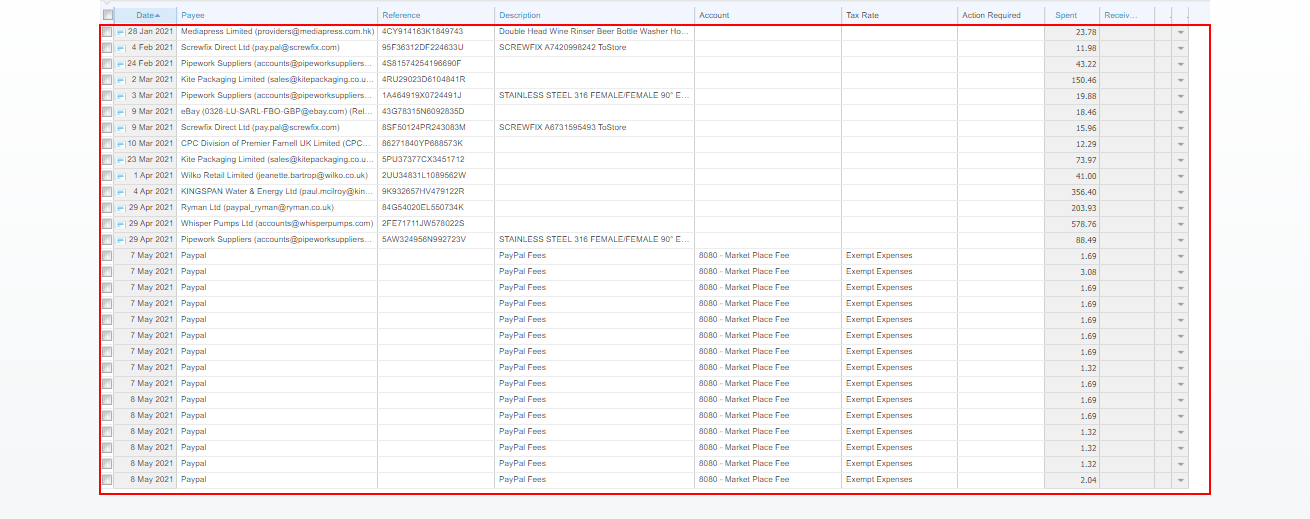 Date Payee Reference Description Account Tax Rate Action Required Spent Receiv...
28 Jan 2021 Mediapress Limited (providers@mediapress.com.hk) 4CY914163K1849743 Double Head Wine Rinser Beer Bottle Washer Ho... 23.78
4 Feb 2021 Screwfix Direct Ltd (pay.pal@screwfix.com) 95F36312DF224633U SCREWFIX A7420998242 ToStore 11.98
24 Feb 2021 Pipework Suppliers (accounts@pipeworksuppliers... 4S81574254196690F 43.22
2 Mar 2021 Kite Packaging Limited (sales@kitepackaging.co.u... 4RU29023D6104841R 150.46
3 Mar 2021 Pipework Suppliers (accounts@pipeworksuppliers... 1A464919X0724491J STAINLESS STEEL 316 FEMALE/FEMALE 90° E... 19.88
9 Mar 2021 eBay (0328-LU-SARL-FBO-GBP@ebay.com) (Rel... 43G78315N6092835D 18.46
9 Mar 2021 Screwfix Direct Ltd (pay.pal@screwfix.com) 8SF50124PR243083M SCREWFIX A6731595493 ToStore 15.96
10 Mar 2021 CPC Division of Premier Farnell UK Limited (CPC... 86271840YP688573K 12.29
23 Mar 2021 Kite Packaging Limited (sales@kitepackaging.co.u... 5PU37377CX3451712 73.97
1 Apr 2021 Wilko Retail Limited (jeanette.bartrop@wilko.co.uk) 2UU34831L1089562W 41.00
4 Apr 2021 KINGSPAN Water & Energy Ltd (paul.mcilroy@kin... 9K932657HV479122R 356.40
29 Apr 2021 Ryman Ltd (paypal_ryman@ryman.co.uk) 84G54020EL550734K 203.93
29 Apr 2021 Whisper Pumps Ltd (accounts@whisperpumps.com) 2FE71711JW578022S 578.76
29 Apr 2021 Pipework Suppliers (accounts@pipeworksuppliers... 5AW324956N992723V STAINLESS STEEL 316 FEMALE/FEMALE 90° E... 88.49
7 May 2021 Paypal PayPal Fees 8080 - Market Place Fee Exempt Expenses 1.69
7 May 2021 Paypal PayPal Fees 8080 - Market Place Fee Exempt Expenses 3.08
7 May 2021 Paypal PayPal Fees 8080 - Market Place Fee Exempt Expenses 1.69
7 May 2021 Paypal PayPal Fees 8080 - Market Place Fee Exempt Expenses 1.69
7 May 2021 Paypal PayPal Fees 8080 - Market Place Fee Exempt Expenses 1.69
7 May 2021 Paypal PayPal Fees 8080 - Market Place Fee Exempt Expenses 1.69
7 May 2021 Paypal PayPal Fees 8080 - Market Place Fee Exempt Expenses 1.69
7 May 2021 Paypal PayPal Fees 8080 - Market Place Fee Exempt Expenses 1.32
7 May 2021 Paypal PayPal Fees 8080 - Market Place Fee Exempt Expenses 1.69
8 May 2021 Paypal PayPal Fees 8080 - Market Place Fee Exempt Expenses 1.69
8 May 2021 Paypal PayPal Fees 8080 - Market Place Fee Exempt Expenses 1.69
8 May 2021 Paypal PayPal Fees 8080 - Market Place Fee Exempt Expenses 1.32
8 May 2021 Paypal PayPal Fees 8080 - Market Place Fee Exempt Expenses 1.32
8 May 2021 Paypal PayPal Fees 8080 - Market Place Fee Exempt Expenses 1.32
8 May 2021 Paypal PayPal Fees 8080 - Market Place Fee Exempt Expenses 2.04